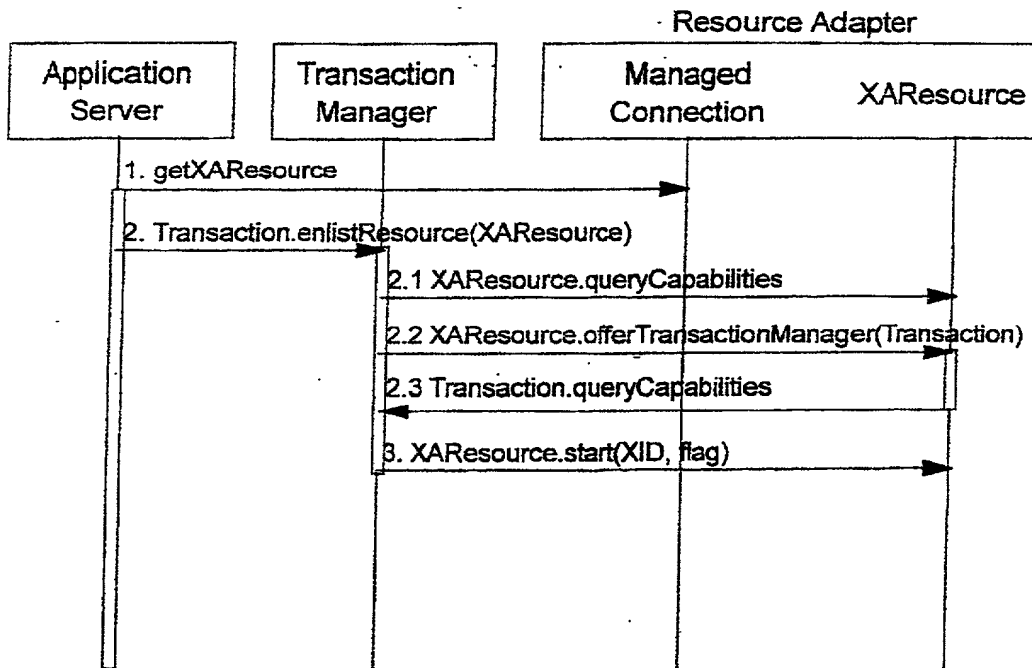 Resource Adapter
Application
Server
Transaction
Manager
Managed
Connection
XAResource
1. getXAResource
2. Transaction.enlistResource(XAResource)
2.1 XAResource.queryCapabilities
2.2 XAResource.offerTransactionManager(Transaction)
2.3 Transaction.queryCapabilities
3. XAResource.start(XID, flag)